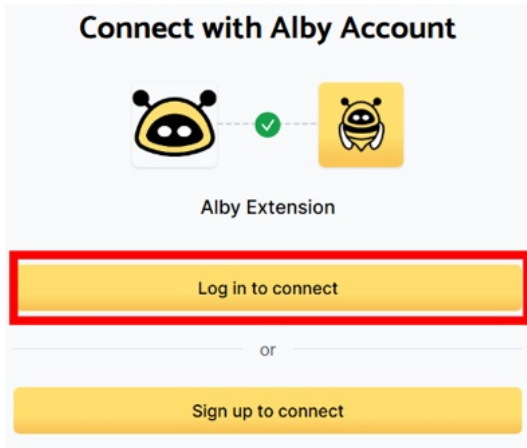 Connect with Alby Account
Alby Extension
Log in to connect
or
Sign up to connect